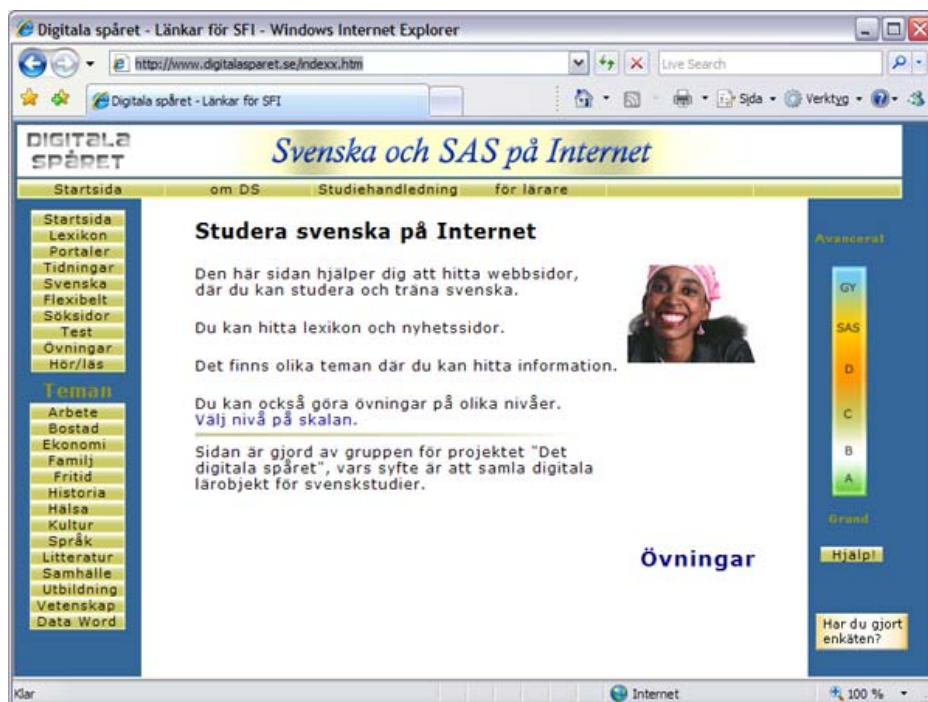 Digitala spåret - Länkar för SFI - Windows Internet Explorer
http://www.digitalasparet.se/indexx.htm
Live Search
Digitala spåret - Länkar för SFI
Sida
Verktyg
DIGITALA
SPÅRET
Svenska och SAS på Internet
Startsida om DS Studiehandledning för lärare
Startsida
Lexikon
Portaler
Tidningar
Svenska
Flexibelt
Söksidor
Test
Övningar
Hör/läs
Teman
Arbete
Bostad
Ekonomi
Familj
Fritid
Historia
Hälsa
Kultur
Språk
Litteratur
Samhälle
Utbildning
Vetenskap
Data Word
Studera svenska på Internet
Den här sidan hjälper dig att hitta webbsidor,
där du kan studera och träna svenska.
Du kan hitta lexikon och nyhetssidor.
Det finns olika teman där du kan hitta information.
Du kan också göra övningar på olika nivåer.
Välj nivå på skalan.
Sidan är gjord av gruppen för projektet "Det
digitala spåret", vars syfte är att samla digitala
lärobjekt för svenskstudier.
Övningar
Avancerat
GY
SAS
D
C
B
A
Grund
Hjälp!
Har du gjort
enkäten?
Klar
Internet
100 %